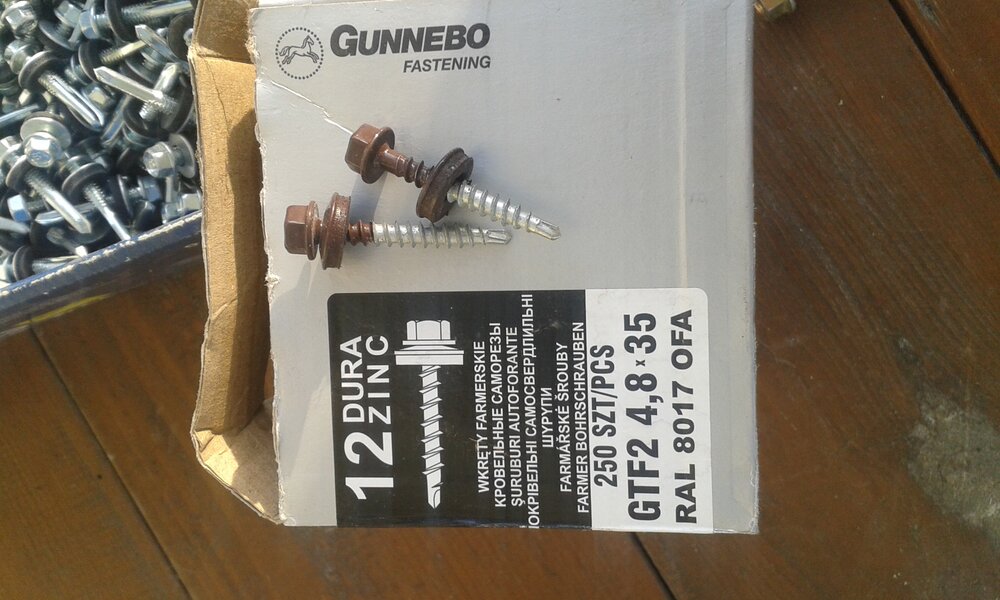 GUNNEBO
FASTENING
12 DURA
ZINC
WKRĘTY FARMERSKIE
КРОВЕЛЬНЫЕ САМОРЕЗЫ
ŞURUBURI AUTOFORANTE
ПОКРІВЕЛЬНІ САМОСВЕРДЛИЛЬНІ
ШУРУПИ
FARMÁŘSKÉ ŠROUBY
FARMER BOHRSCHRAUBEN
250 SZT/PCS
GTF2 4,8 x 35
RAL 8017 OFA